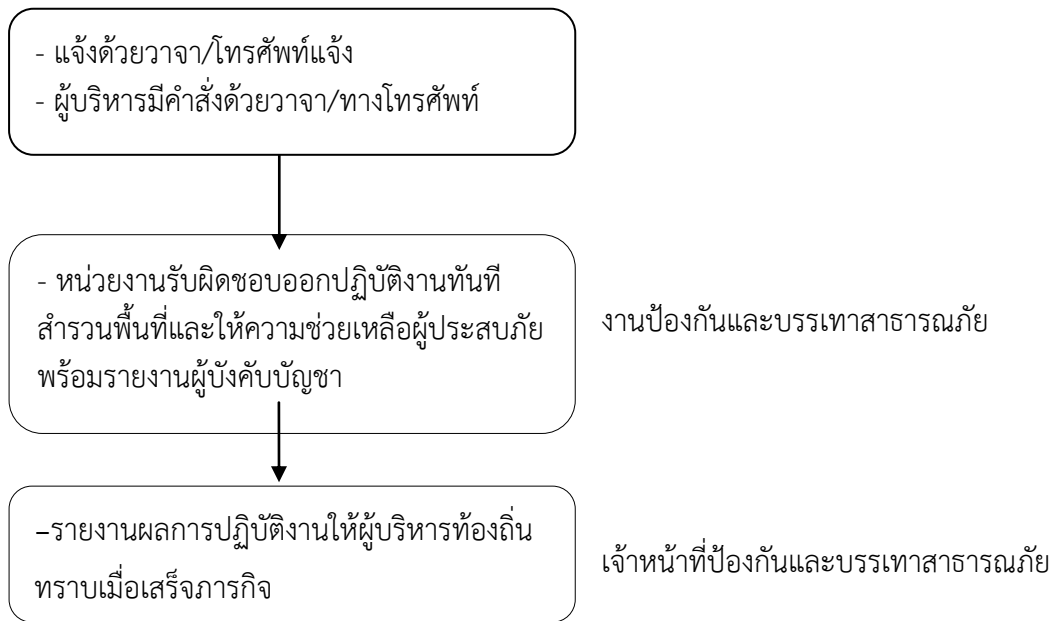 - แจ้งด้วยวาจา/โทรศัพท์แจ้ง
- ผู้บริหารมีคำสั่งด้วยวาจา/ทางโทรศัพท์
- หน่วยงานรับผิดชอบออกปฏิบัติงานทันที
สำรวนพื้นที่และให้ความช่วยเหลือผู้ประสบภัย
พร้อมรายงานผู้บังคับบัญชา
งานป้องกันและบรรเทาสาธารณภัย
–รายงานผลการปฏิบัติงานให้ผู้บริหารท้องถิ่น
ทราบเมื่อเสร็จภารกิจ
เจ้าหน้าที่ป้องกันและบรรเทาสาธารณภัย